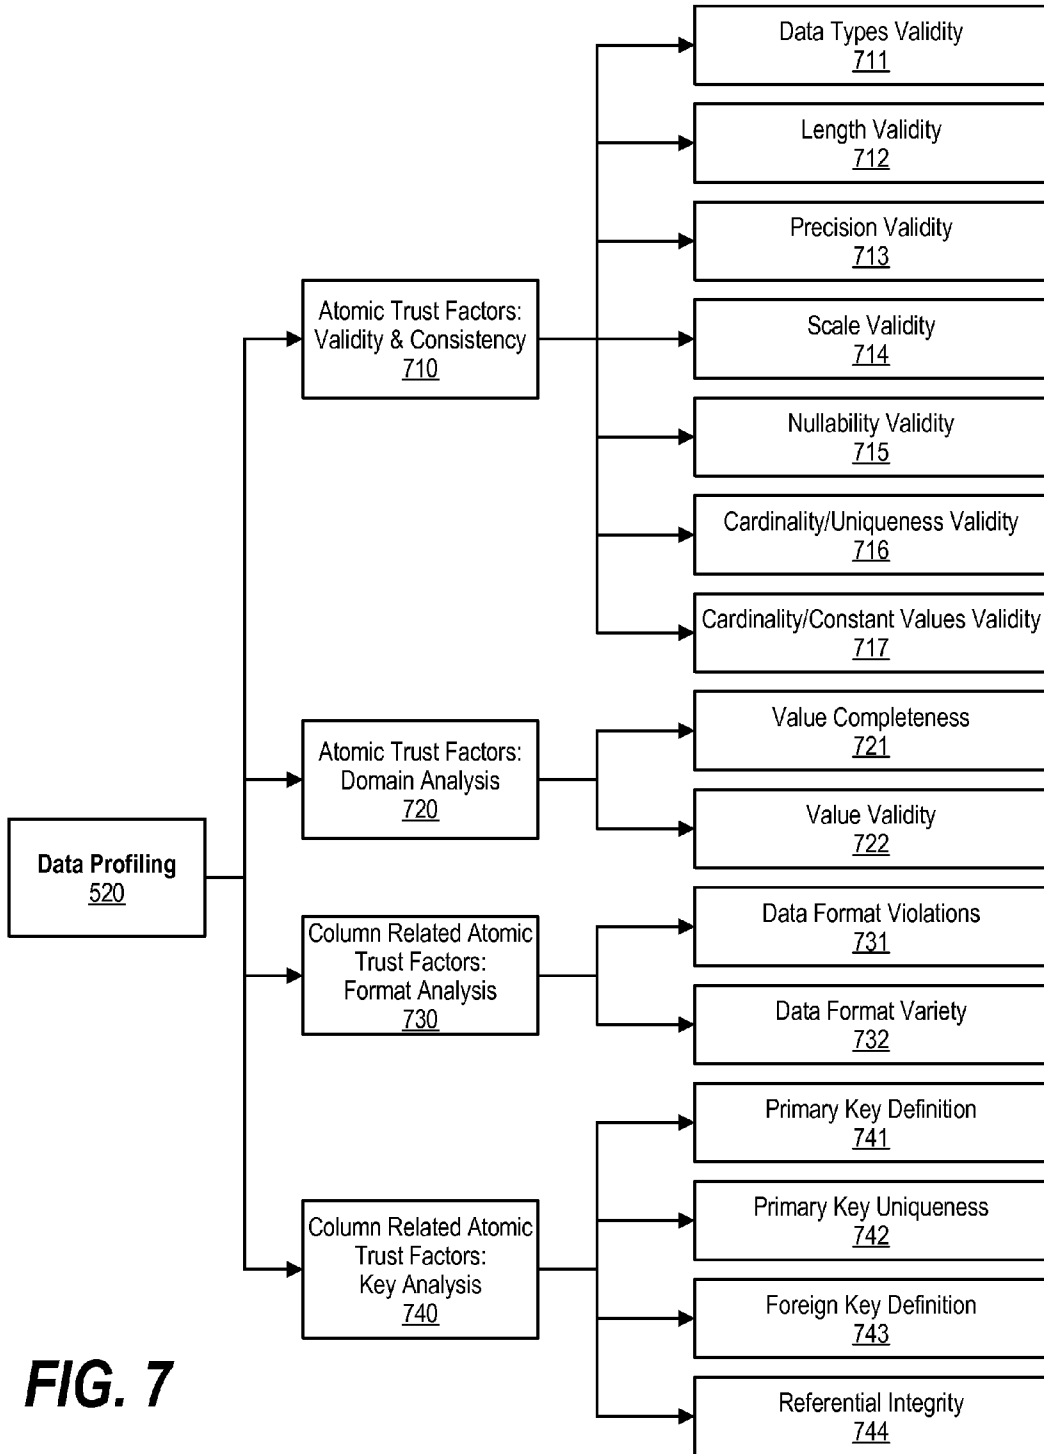 Data Types Validity
711
Length Validity
712
Precision Validity
713
Atomic Trust Factors:
Validity & Consistency
710
Scale Validity
714
Nullability Validity
715
Cardinality/Uniqueness Validity
716
Cardinality/Constant Values Validity
717
Atomic Trust Factors:
Domain Analysis
720
Value Completeness
721
Value Validity
722
Data Profiling
520
Column Related Atomic
Trust Factors:
Format Analysis
730
Data Format Violations
731
Data Format Variety
732
Column Related Atomic
Trust Factors:
Key Analysis
740
Primary Key Definition
741
Primary Key Uniqueness
742
Foreign Key Definition
743
Referential Integrity
744
FIG. 7